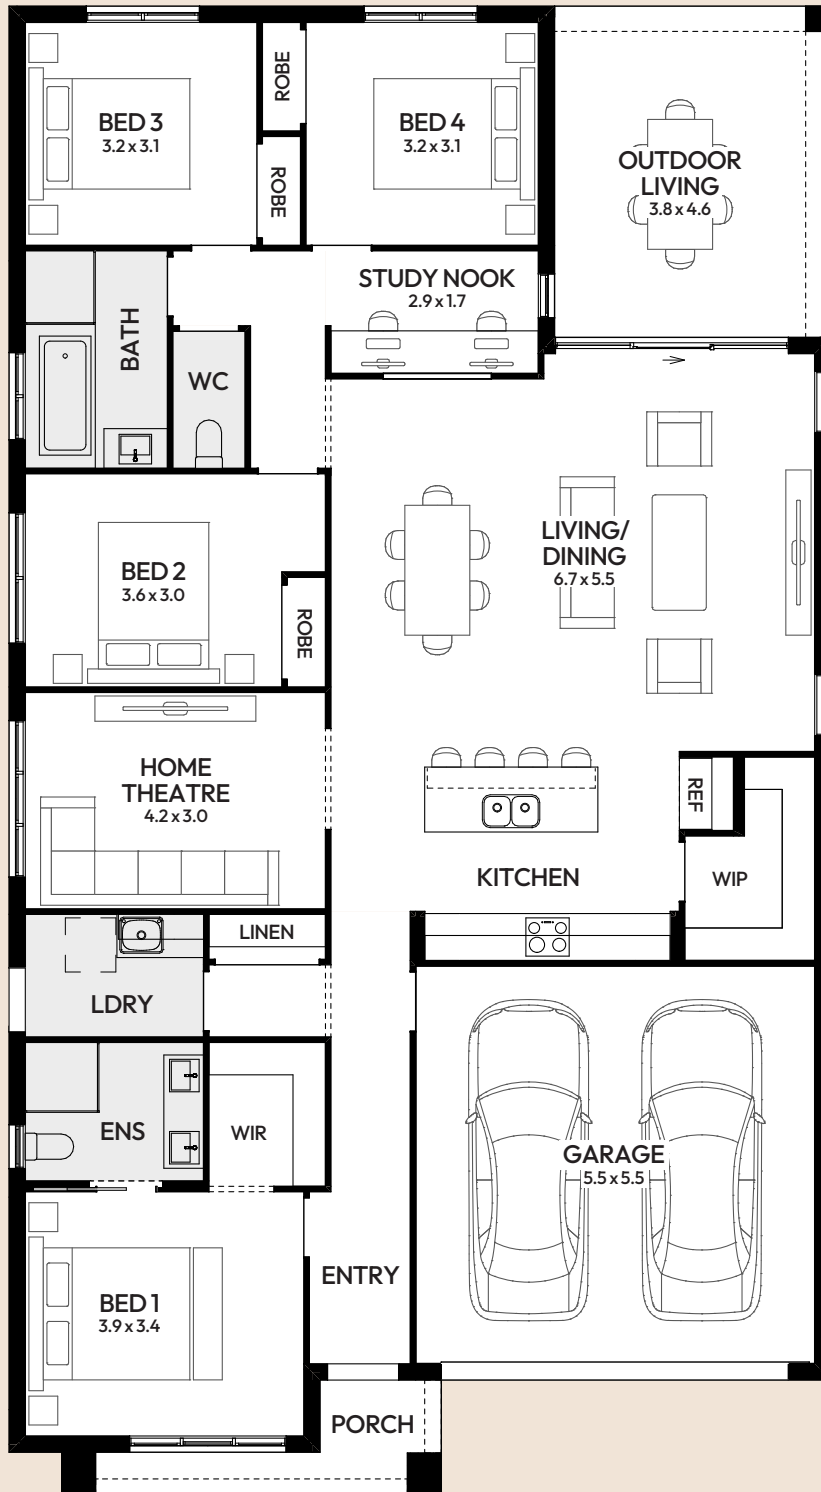 BED 3
3.2 x 3.1
ROBE
ROBE
BED 4
3.2 x 3.1
OUTDOOR
LIVING
3.8 x 4.6
STUDY NOOK
2.9 x 1.7
BATH
WC
LIVING/
DINING
6.7 x 5.5
BED 2
3.6 x 3.0
ROBE
HOME
THEATRE
4.2 x 3.0
REF
KITCHEN
WIP
LINEN
LDRY
ENS
WIR
GARAGE
5.5 x 5.5
ENTRY
BED 1
3.9 x 3.4
PORCH